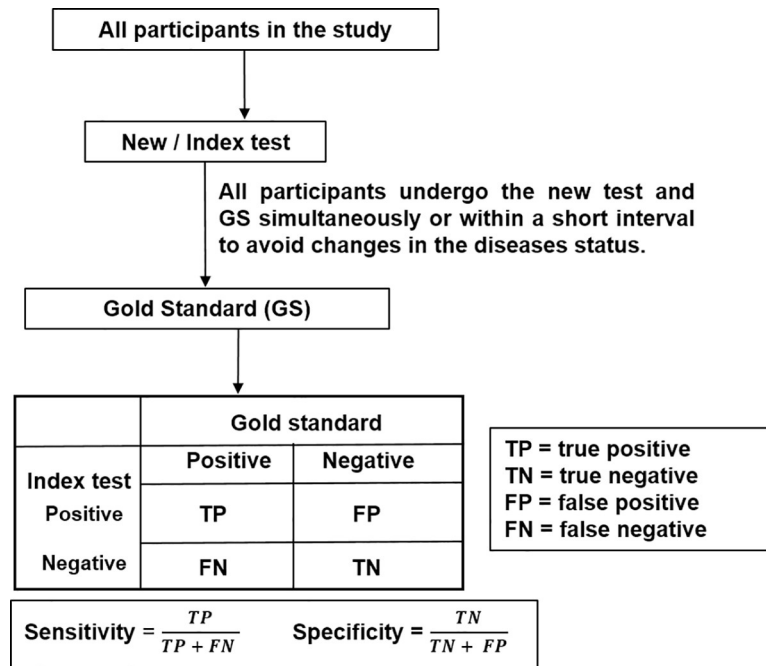 All participants in the study
New / Index test
All participants undergo the new test and
GS simultaneously or within a short interval
to avoid changes in the diseases status.
Gold Standard (GS)
Gold standard
Index test
Positive
Negative
Positive
TP
FP
Negative
FN
TN
TP = true positive
TN = true negative
FP = false positive
FN = false negative
Sensitivity = TP / TP + FN
Specificity = TN / TN + FP